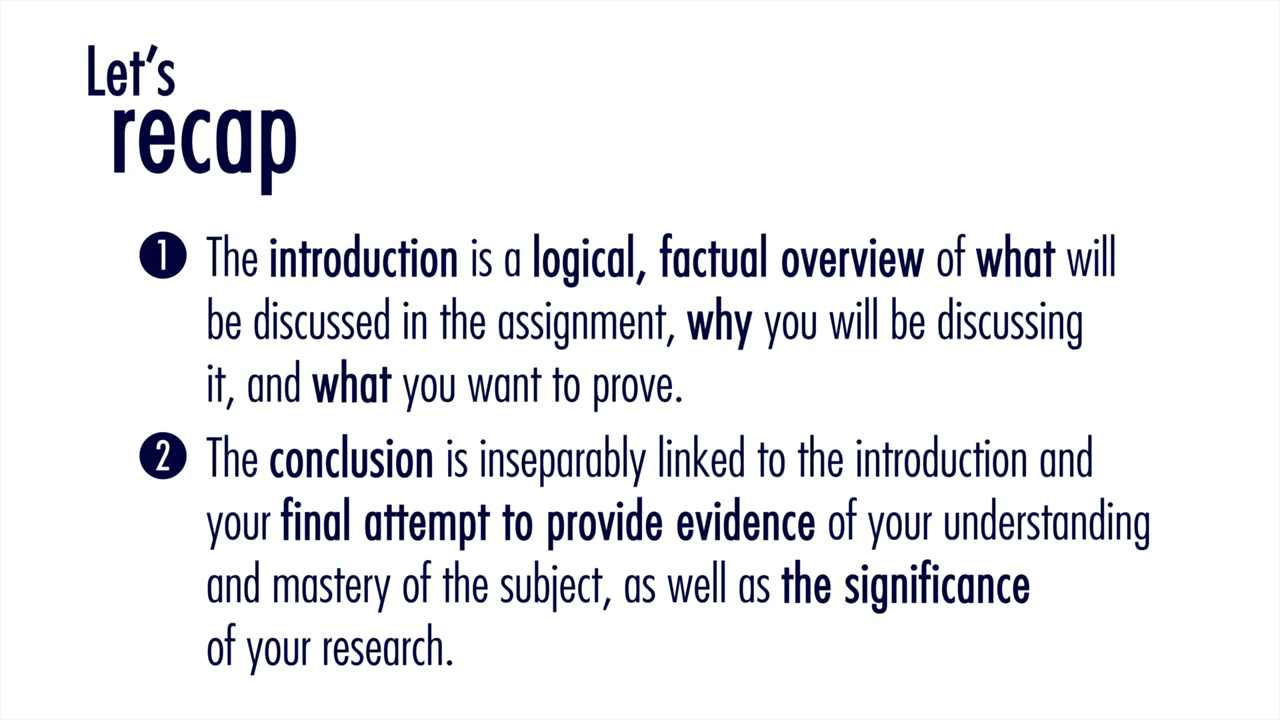 Let's
recap
1 The introduction is a logical, factual overview of what will
be discussed in the assignment, why you will be discussing
it, and what you want to prove.
2 The conclusion is inseparably linked to the introduction and
your final attempt to provide evidence of your understanding
and mastery of the subject, as well as the significance
of your research.